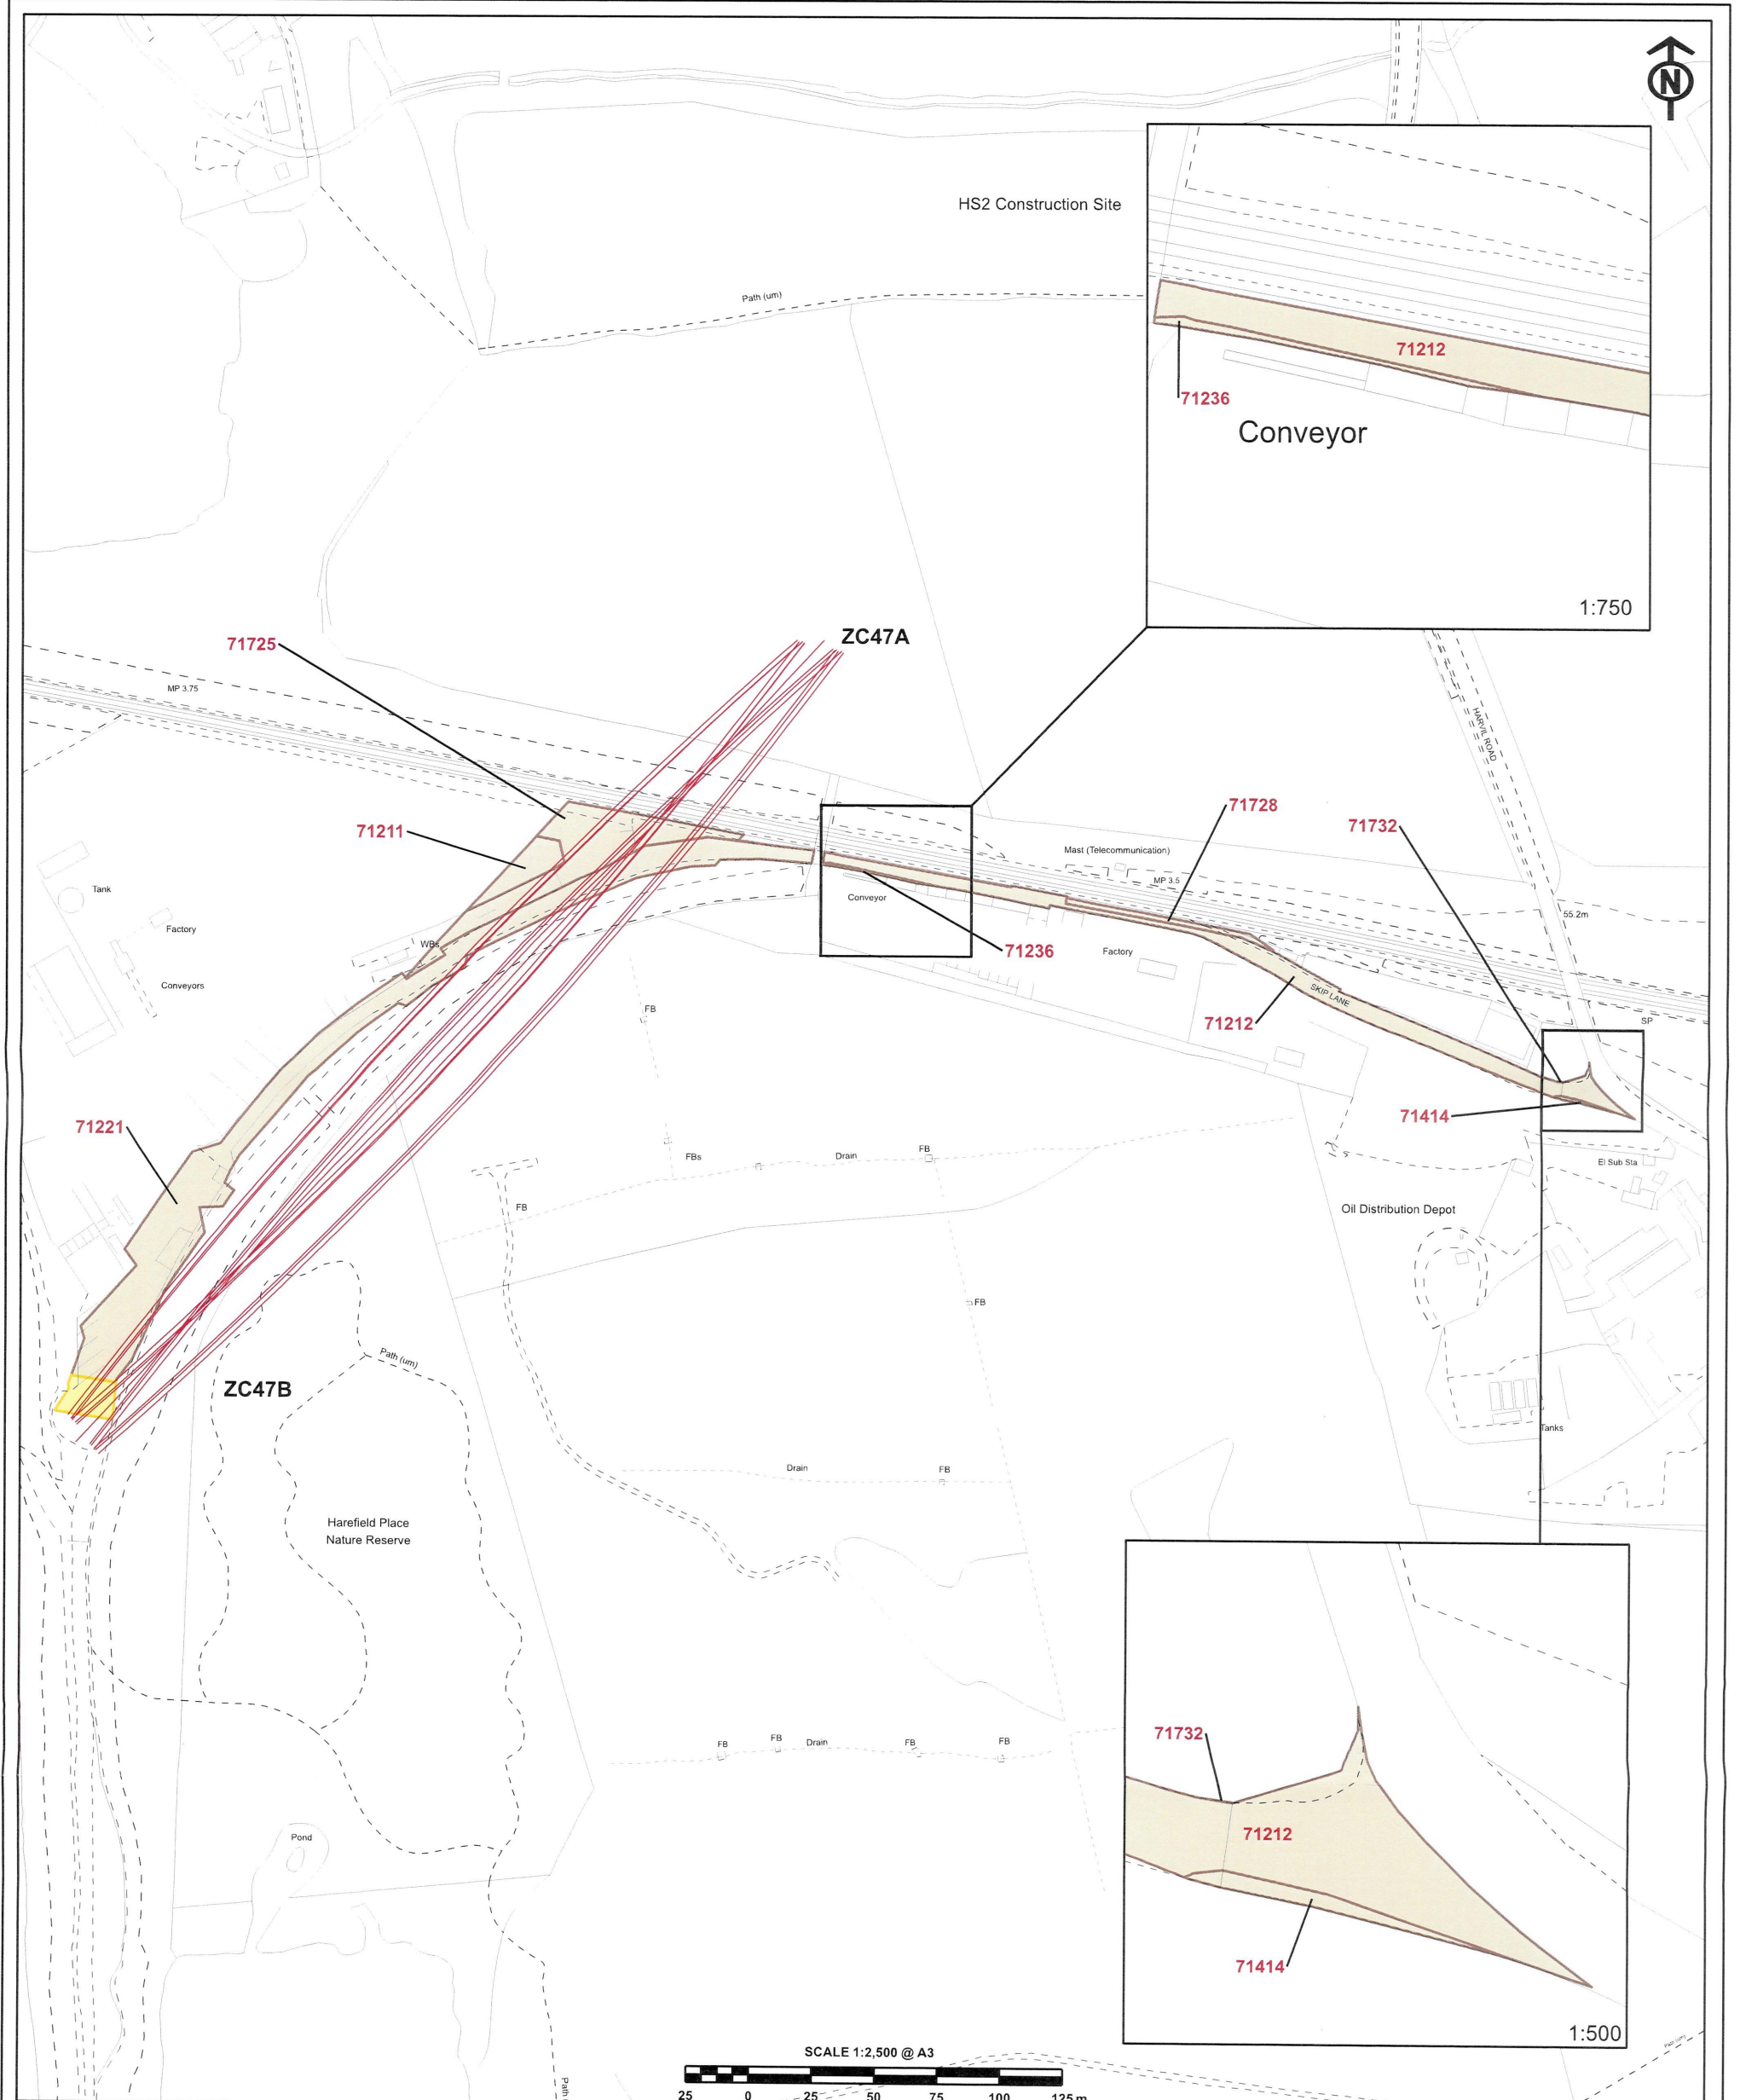 N
HS2 Construction Site
Path (um)
71212
71236
Conveyor
1:750
ZC47A
71725
MP 3.75
HARVIL ROAD
71728
71732
71211
Mast (Telecommunication)
MP 3.5
Tank
Conveyor
55.2m
Factory
WBs
71236
Factory
Conveyors
SKIP LANE
FB
71212
SP
71414
71221
FBs
Drain
FB
El Sub Sta
FB
Oil Distribution Depot
FB
Path (um)
ZC47B
Tanks
Drain
FB
Harefield Place
Nature Reserve
71732
FB
FB
Drain
FB
FB
71212
Pond
71414
1:500
Path (um)
SCALE 1:2,500 @ A3
Path
25 0 25 50 75 100 125 m